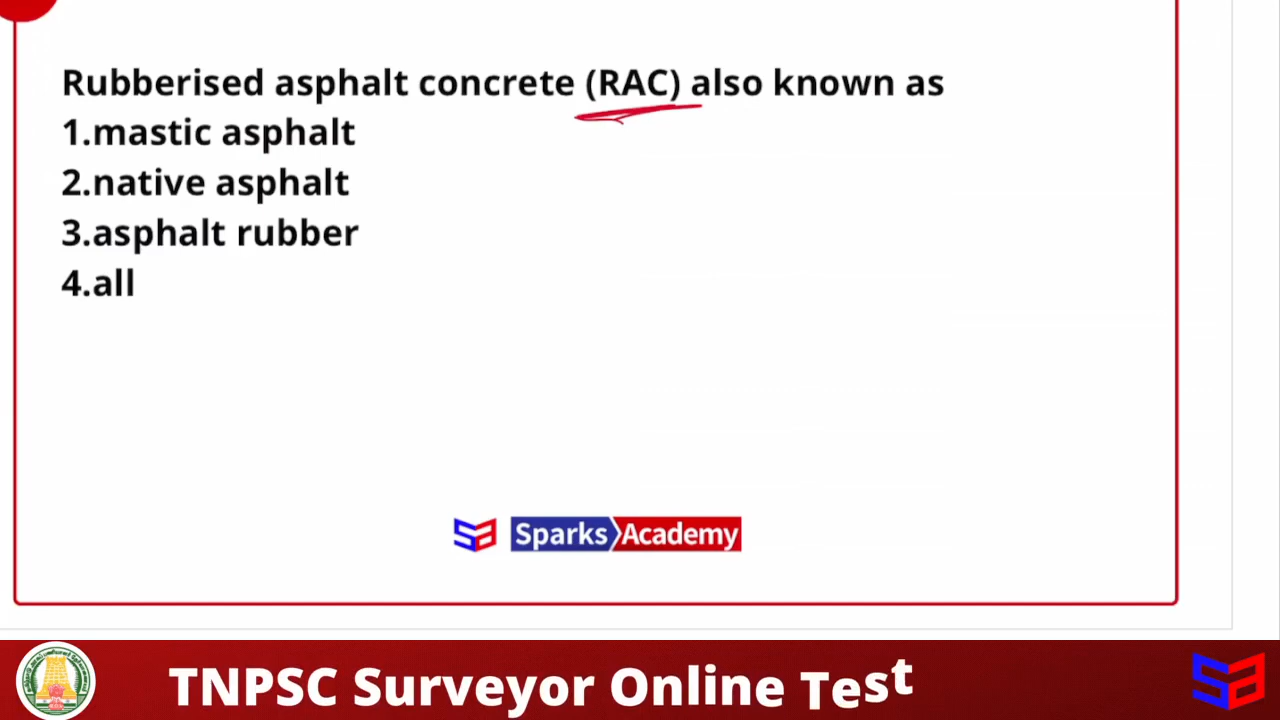 Rubberised asphalt concrete (RAC) also known as
1.mastic asphalt
2.native asphalt
3.asphalt rubber
4.all
Sparks Academy
TNPSC Surveyor Online Test